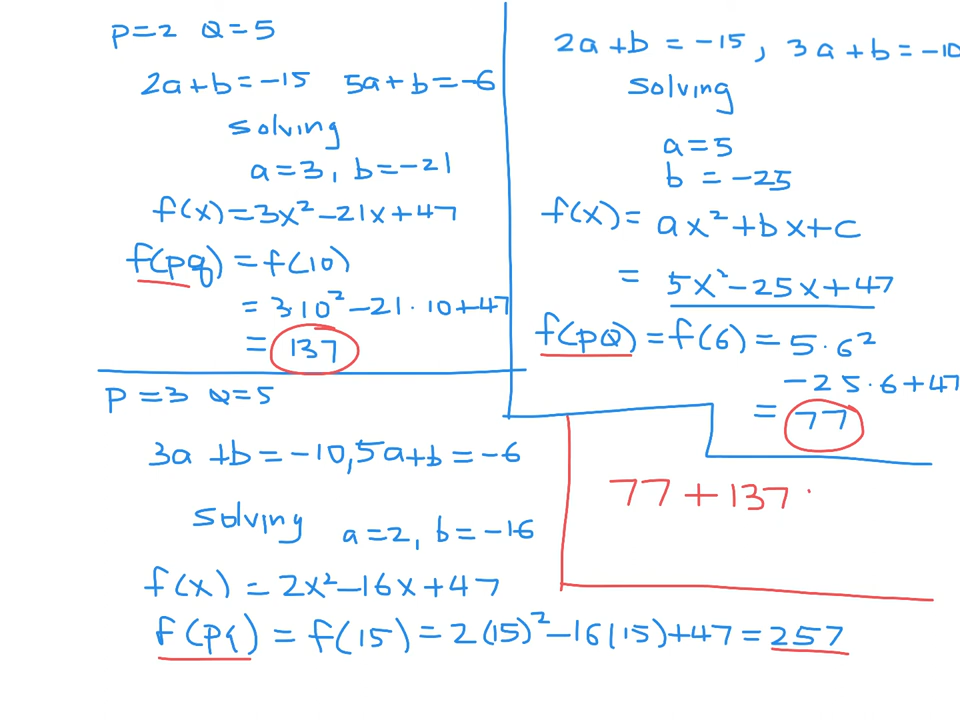 P=2 Q=5
2a+b=-15 5a+b=-6
solving
a=3, b=-21
f(x)=3x²-21x+47
f(pq)=f(10)
=3·10²-21·10+47
= 137
P=3 Q=5
3a+b=-10,5a+b=-6
solving a=2, b=-16
f(x)=2x²-16x+47
f(pq)=f(15)=2(15)²-16(15)+47=257
2a+b=-15, 3a+b=-10
solving
a=5
b=-25
f(x)=ax²+bx+c
= 5x²-25x+47
f(pQ)=f(6)=5·6²
-25·6+47
= 77
77+137·